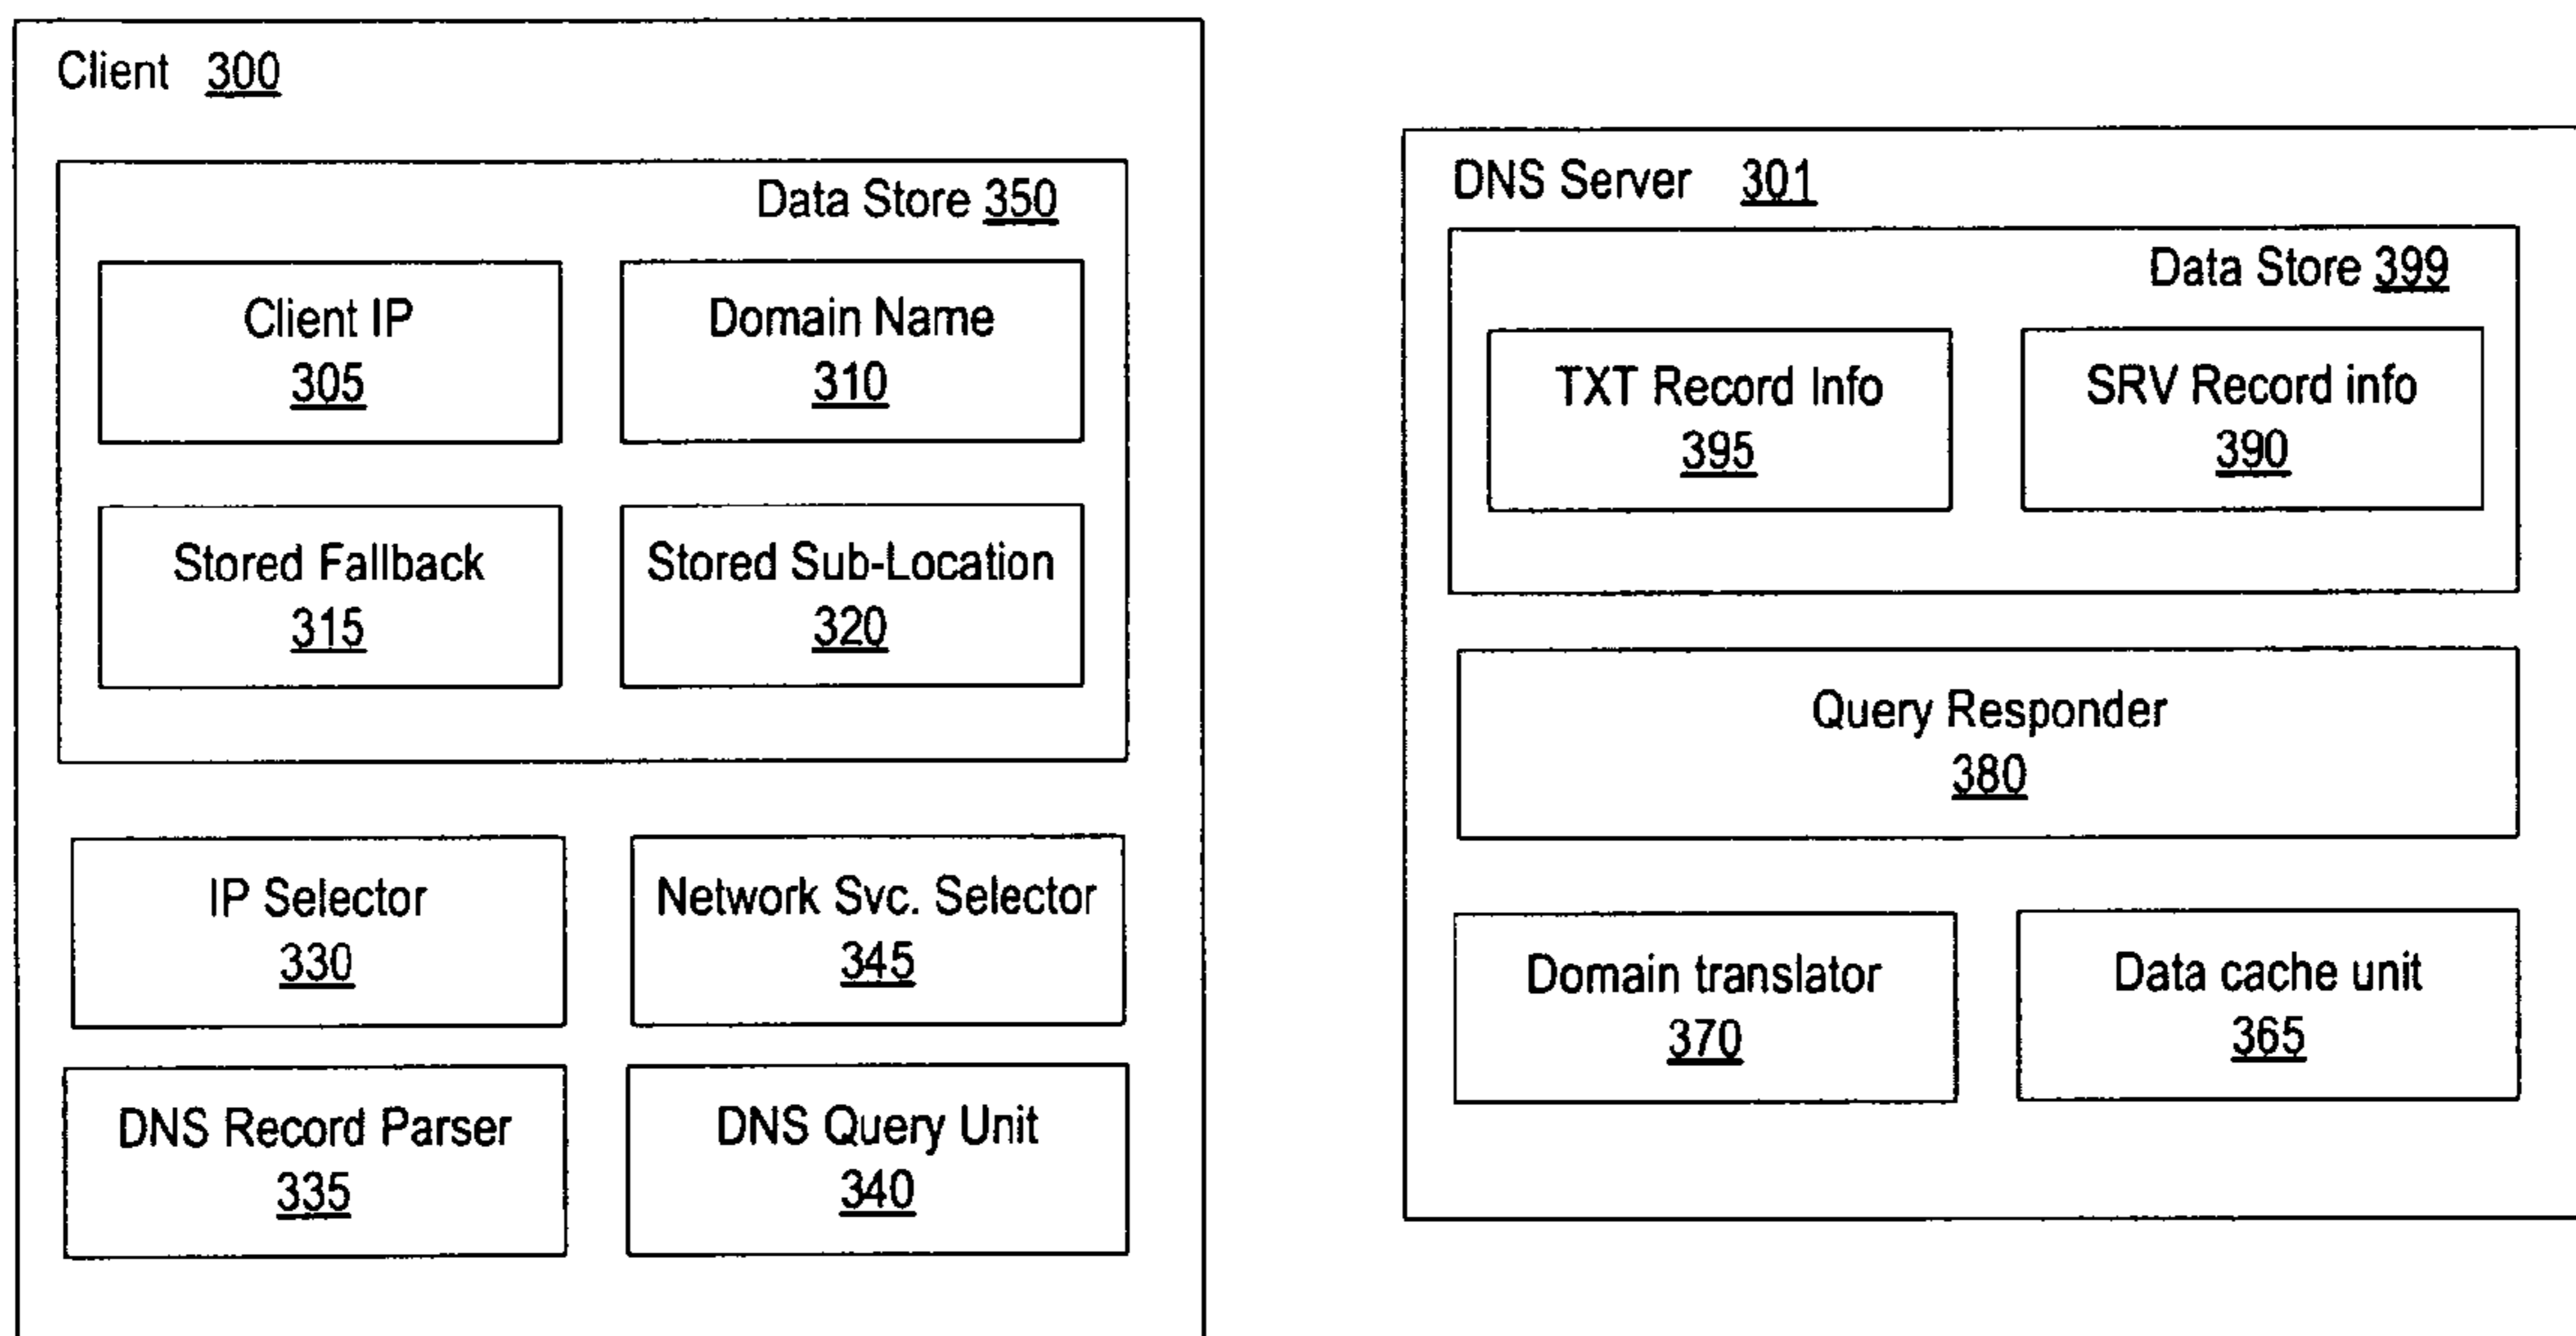 Client 300
Data Store 350
Client IP
305
Domain Name
310
Stored Fallback
315
Stored Sub-Location
320
IP Selector
330
Network Svc. Selector
345
DNS Record Parser
335
DNS Query Unit
340
DNS Server 301
Data Store 399
TXT Record Info
395
SRV Record info
390
Query Responder
380
Domain translator
370
Data cache unit
365